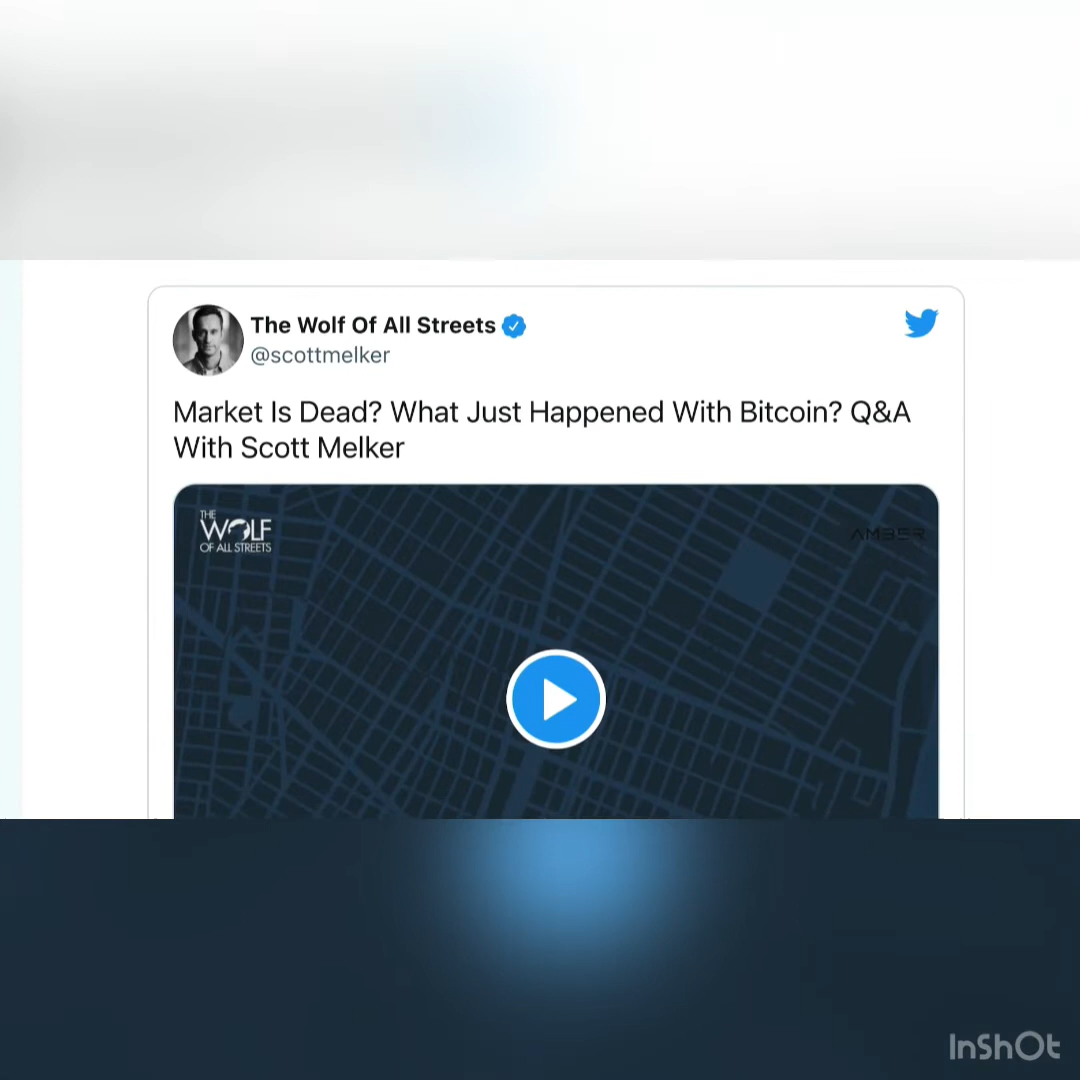 The Wolf Of All Streets
@scottmelker
Market Is Dead? What Just Happened With Bitcoin? Q&A
With Scott Melker
THE
WOLF
OF ALL STREETS
AMBER
InShOt